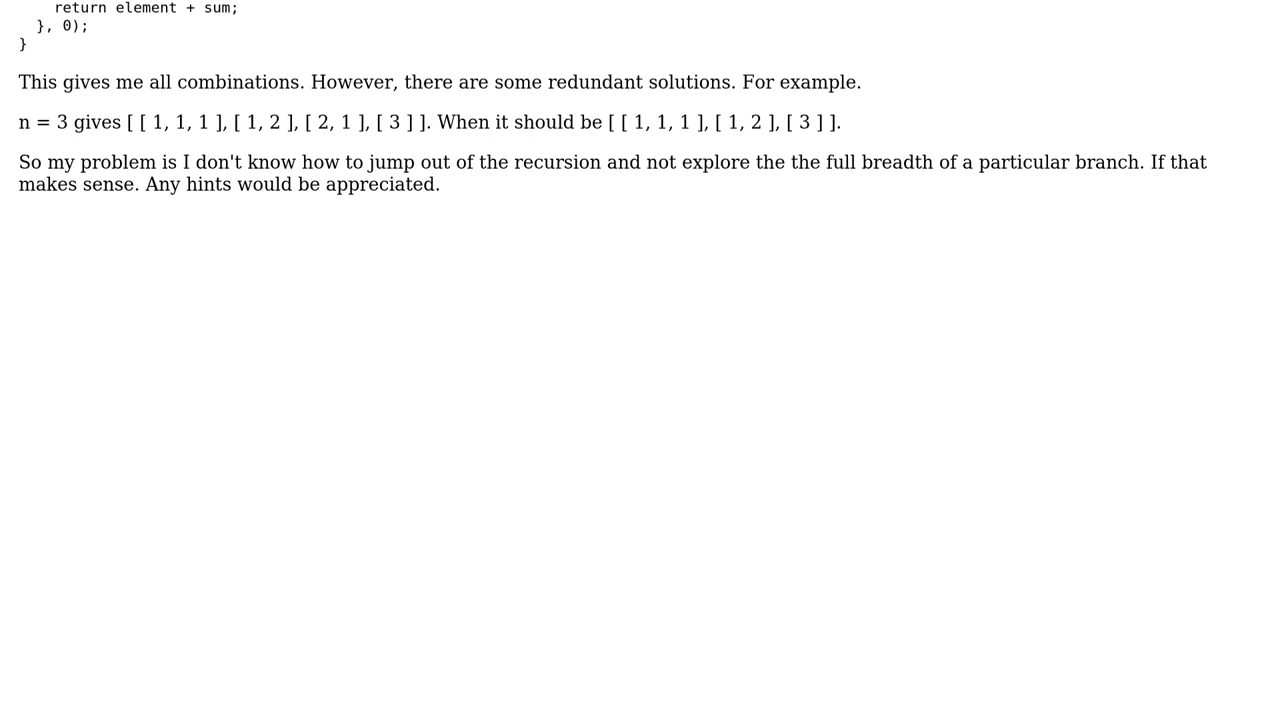 return element + sum;
  }, 0);
}
This gives me all combinations. However, there are some redundant solutions. For example.
n = 3 gives [ [ 1, 1, 1 ], [ 1, 2 ], [ 2, 1 ], [ 3 ] ]. When it should be [ [ 1, 1, 1 ], [ 1, 2 ], [ 3 ] ].
So my problem is I don't know how to jump out of the recursion and not explore the the full breadth of a particular branch. If that
makes sense. Any hints would be appreciated.